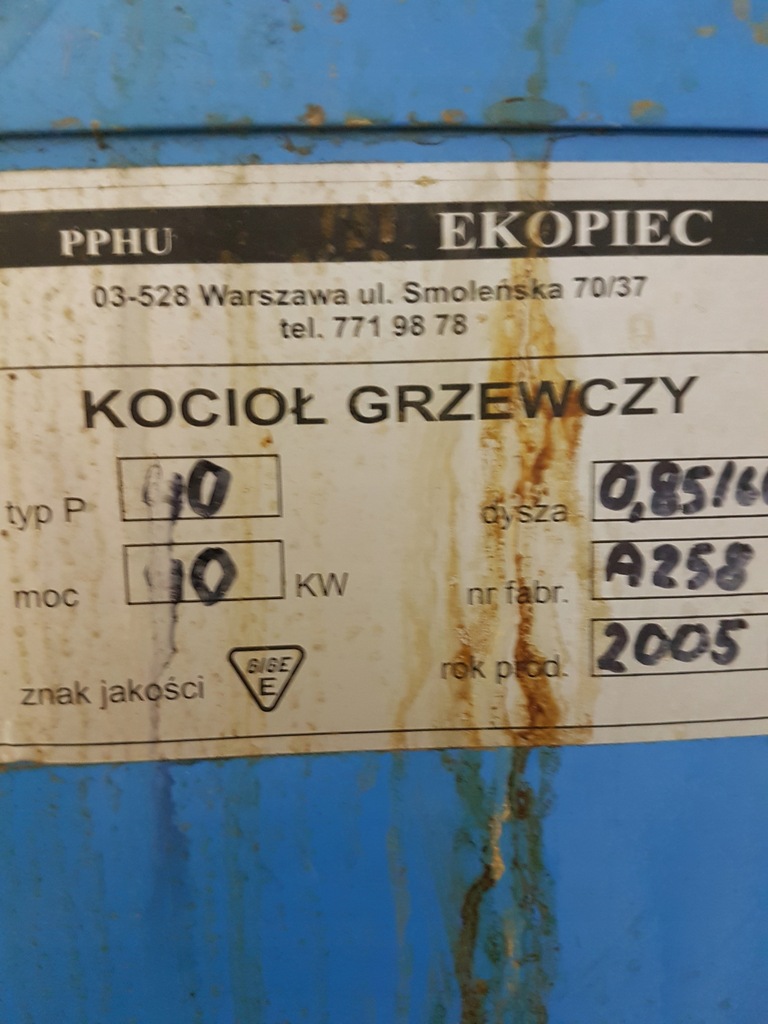 PPHU EKOPIEC
03-528 Warszawa ul. Smoleńska 70/37
tel. 771 98 78
KOCIOŁ GRZEWCZY
typ P dysza
moc KW nr fabr. A258
znak jakości GIGE E rok prod. 2005